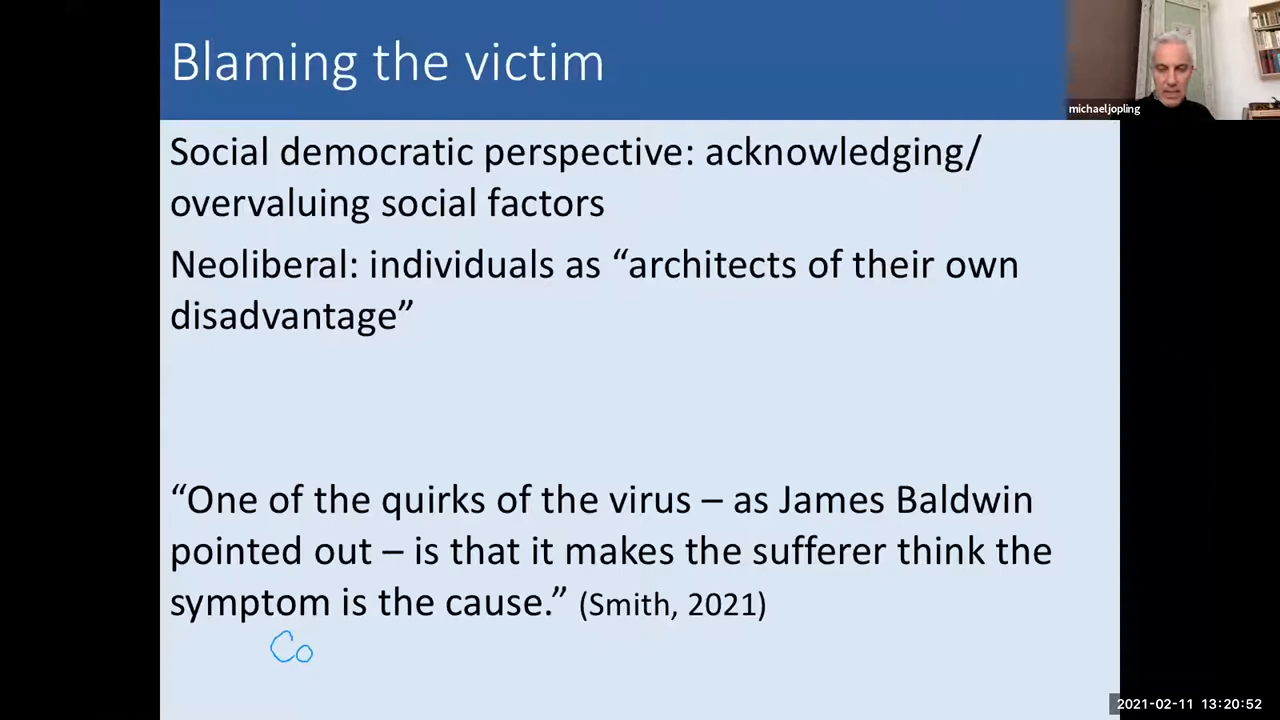 Blaming the victim
michaeljopling
Social democratic perspective: acknowledging/
overvaluing social factors
Neoliberal: individuals as “architects of their own
disadvantage”
“One of the quirks of the virus – as James Baldwin
pointed out – is that it makes the sufferer think the
symptom is the cause.” (Smith, 2021)
Co
2021-02-11 13:20:52